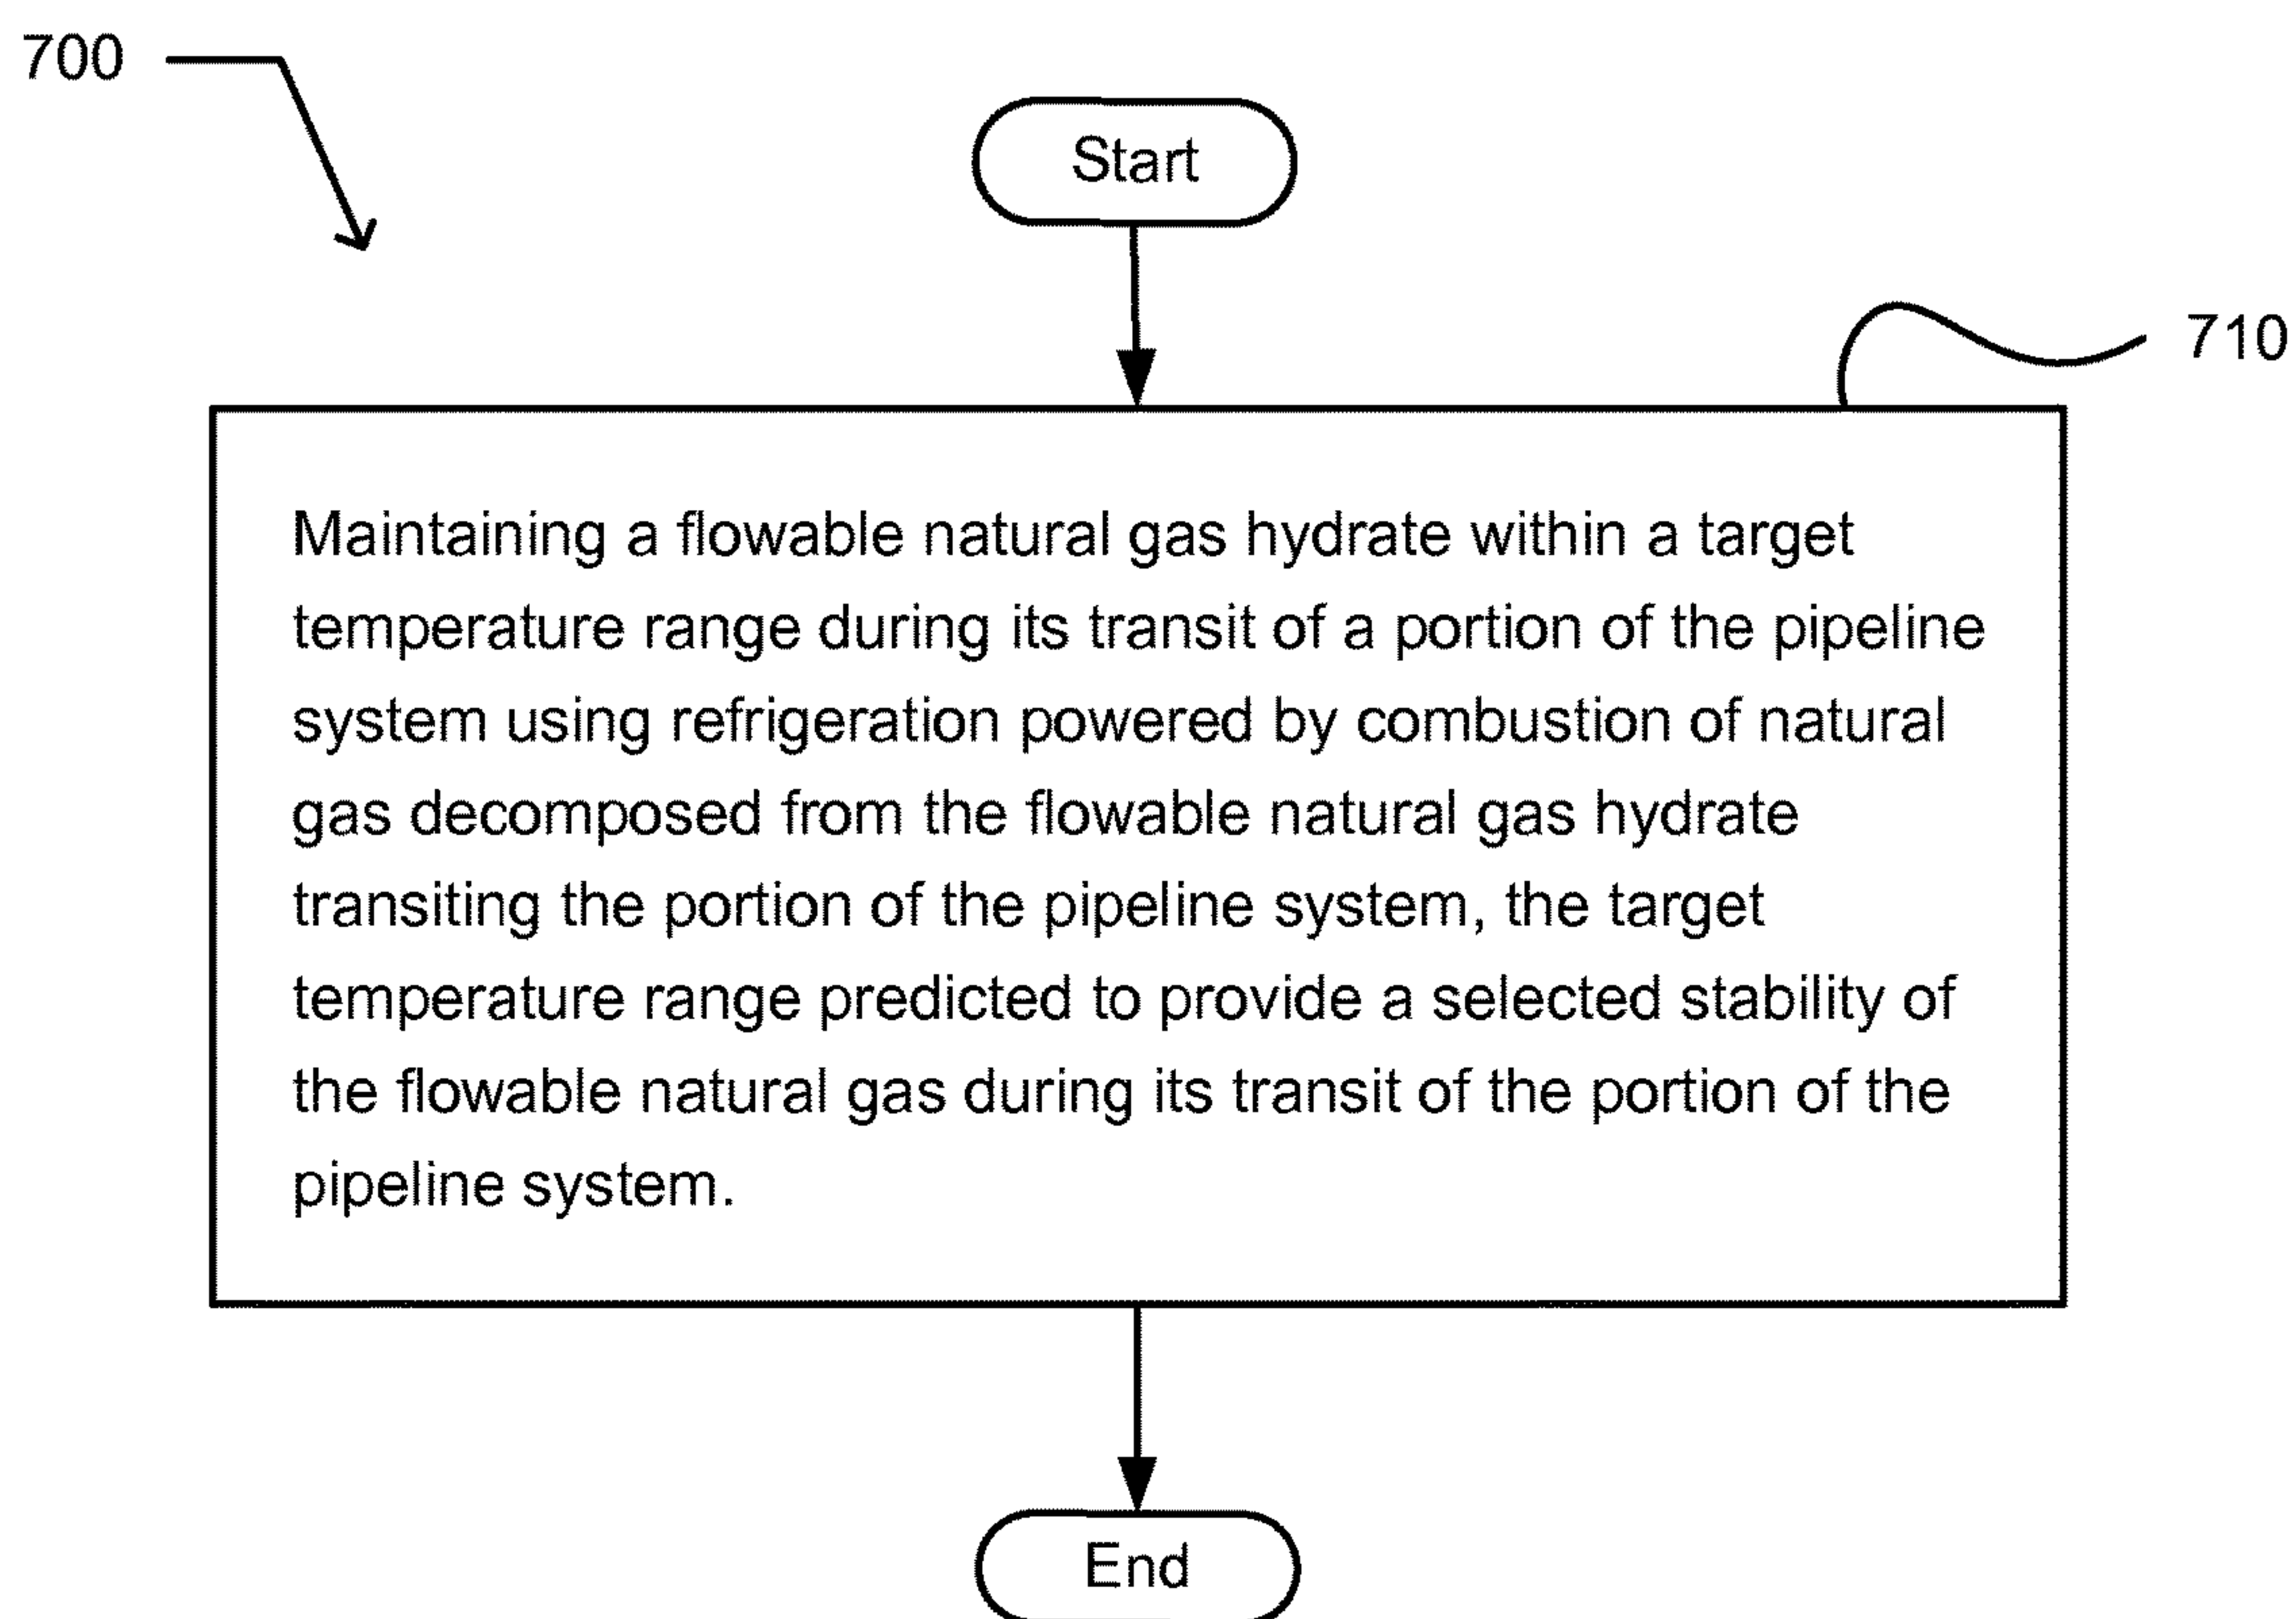 700
Start
710
Maintaining a flowable natural gas hydrate within a target
temperature range during its transit of a portion of the pipeline
system using refrigeration powered by combustion of natural
gas decomposed from the flowable natural gas hydrate
transiting the portion of the pipeline system, the target
temperature range predicted to provide a selected stability of
the flowable natural gas during its transit of the portion of the
pipeline system.
End